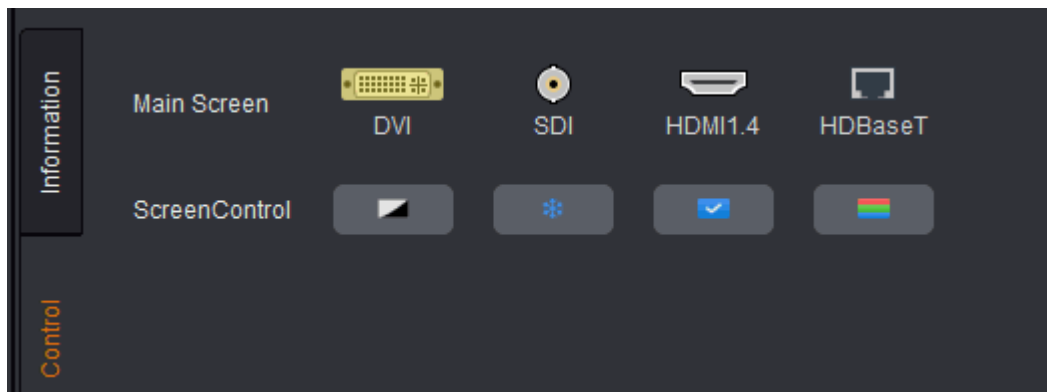 Information
Main Screen
DVI
SDI
HDMI1.4
HDBaseT
ScreenControl
Control